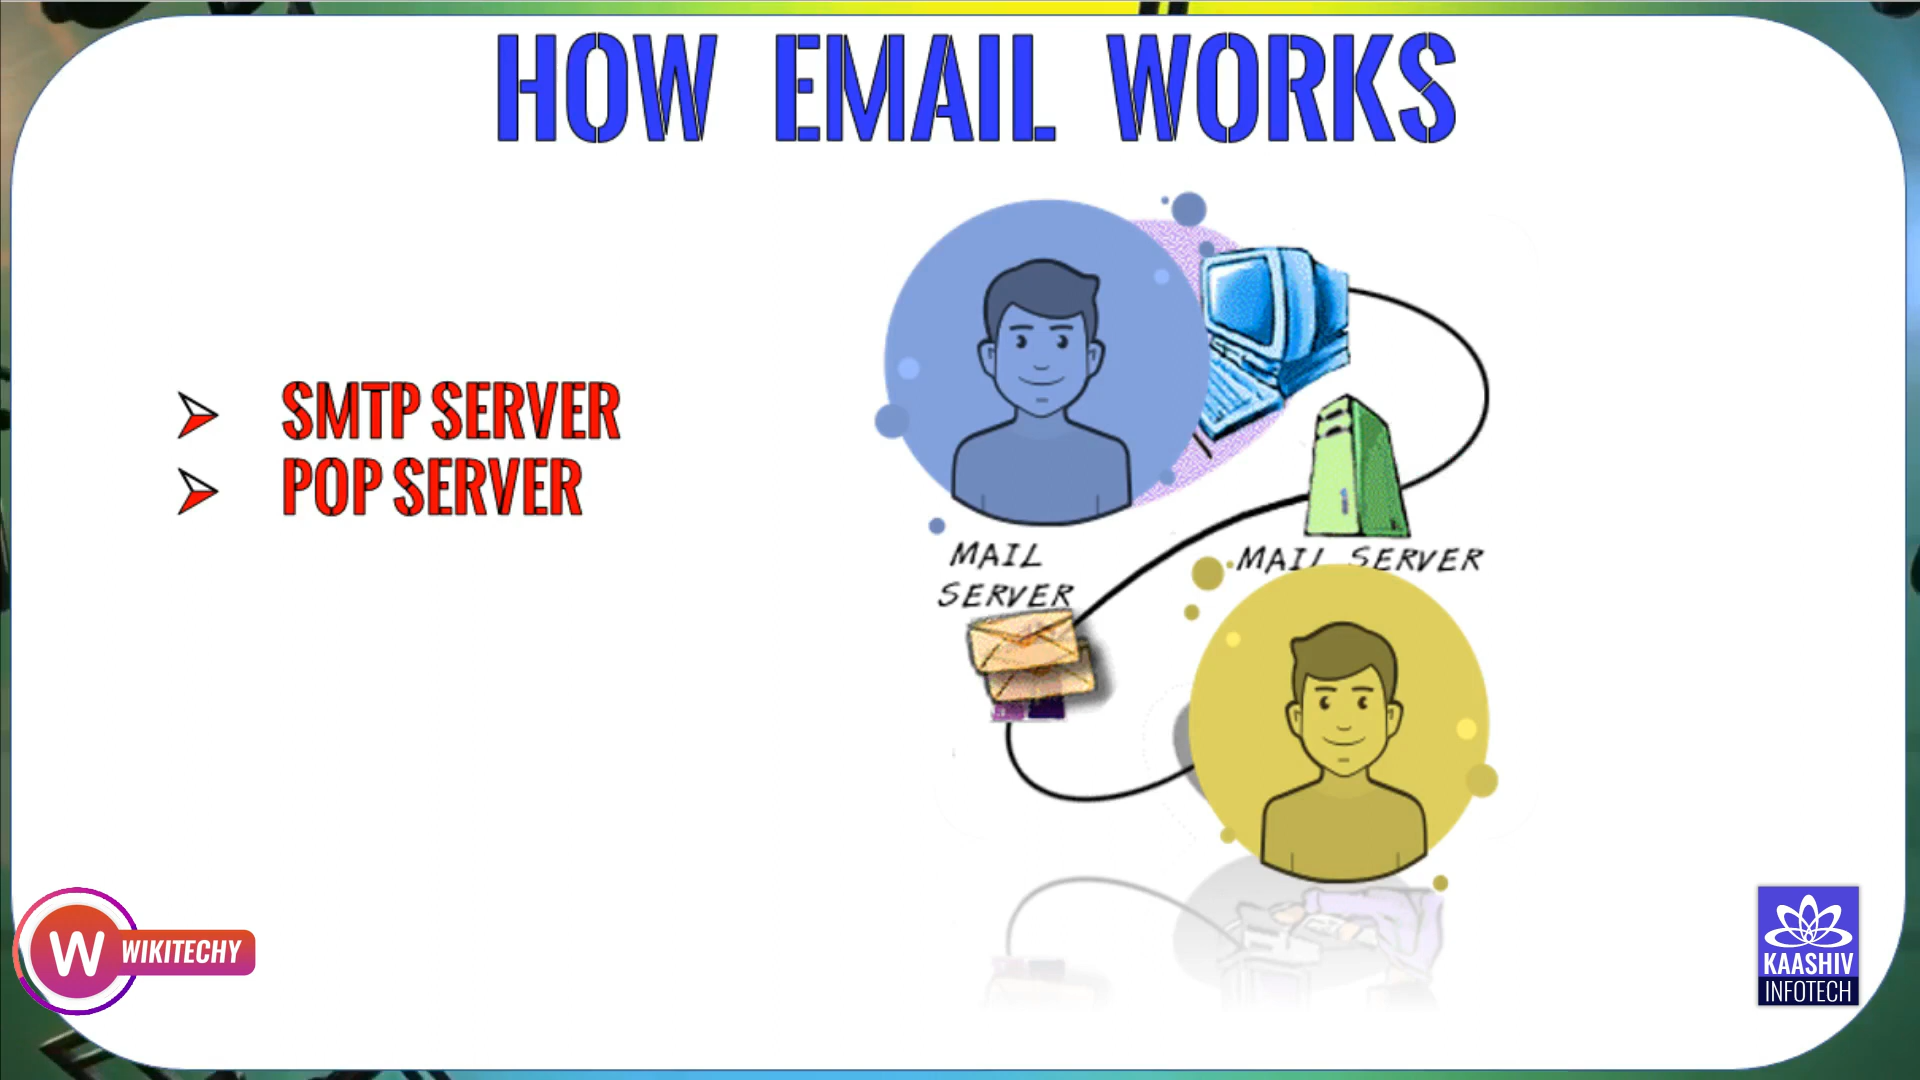 HOW EMAIL WORKS
SMTP SERVER
POP SERVER
MAIL
SERVER
MAIL SERVER
W WIKITECHY
KAASHIV
INFOTECH